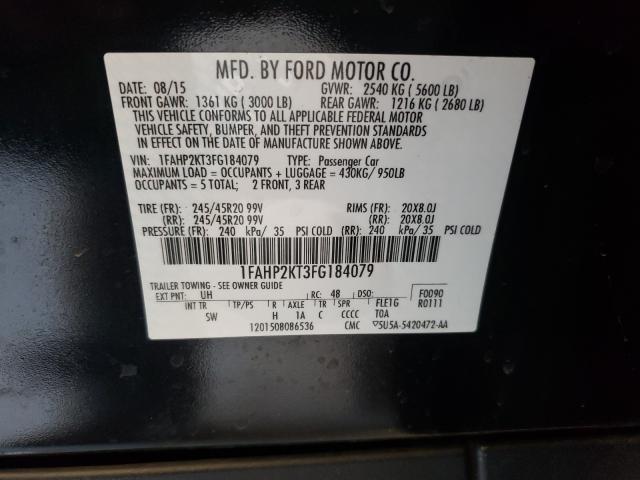 MFD. BY FORD MOTOR CO.
DATE: 08/15 GVWR: 2540 KG ( 5600 LB)
FRONT GAWR: 1361 KG ( 3000 LB) REAR GAWR: 1216 KG ( 2680 LB)
THIS VEHICLE CONFORMS TO ALL APPLICABLE FEDERAL MOTOR
VEHICLE SAFETY, BUMPER, AND THEFT PREVENTION STANDARDS
IN EFFECT ON THE DATE OF MANUFACTURE SHOWN ABOVE.
VIN: 1FAHP2KT3FG184079 TYPE: Passenger Car
MAXIMUM LOAD = OCCUPANTS + LUGGAGE = 430KG/ 950LB
OCCUPANTS = 5 TOTAL: 2 FRONT, 3 REAR
TIRE (FR): 245/45R20 99V RIMS (FR): 20X8.0J
(RR): 245/45R20 99V (RR): 20X8.0J
PRESSURE (FR): 240 kPa/ 35 PSI COLD (RR): 240 kPa/ 35 PSI COLD
1FAHP2KT3FG184079
TRAILER TOWING - SEE OWNER GUIDE
EXT PNT: UH RC: 48 DSO: F0090
INT TR TP/PS R AXLE TR SPR FLE1G R0111
SW H 1A C CCCC T0A
1201508086536 CMC ▽5U5A-5420472-AA